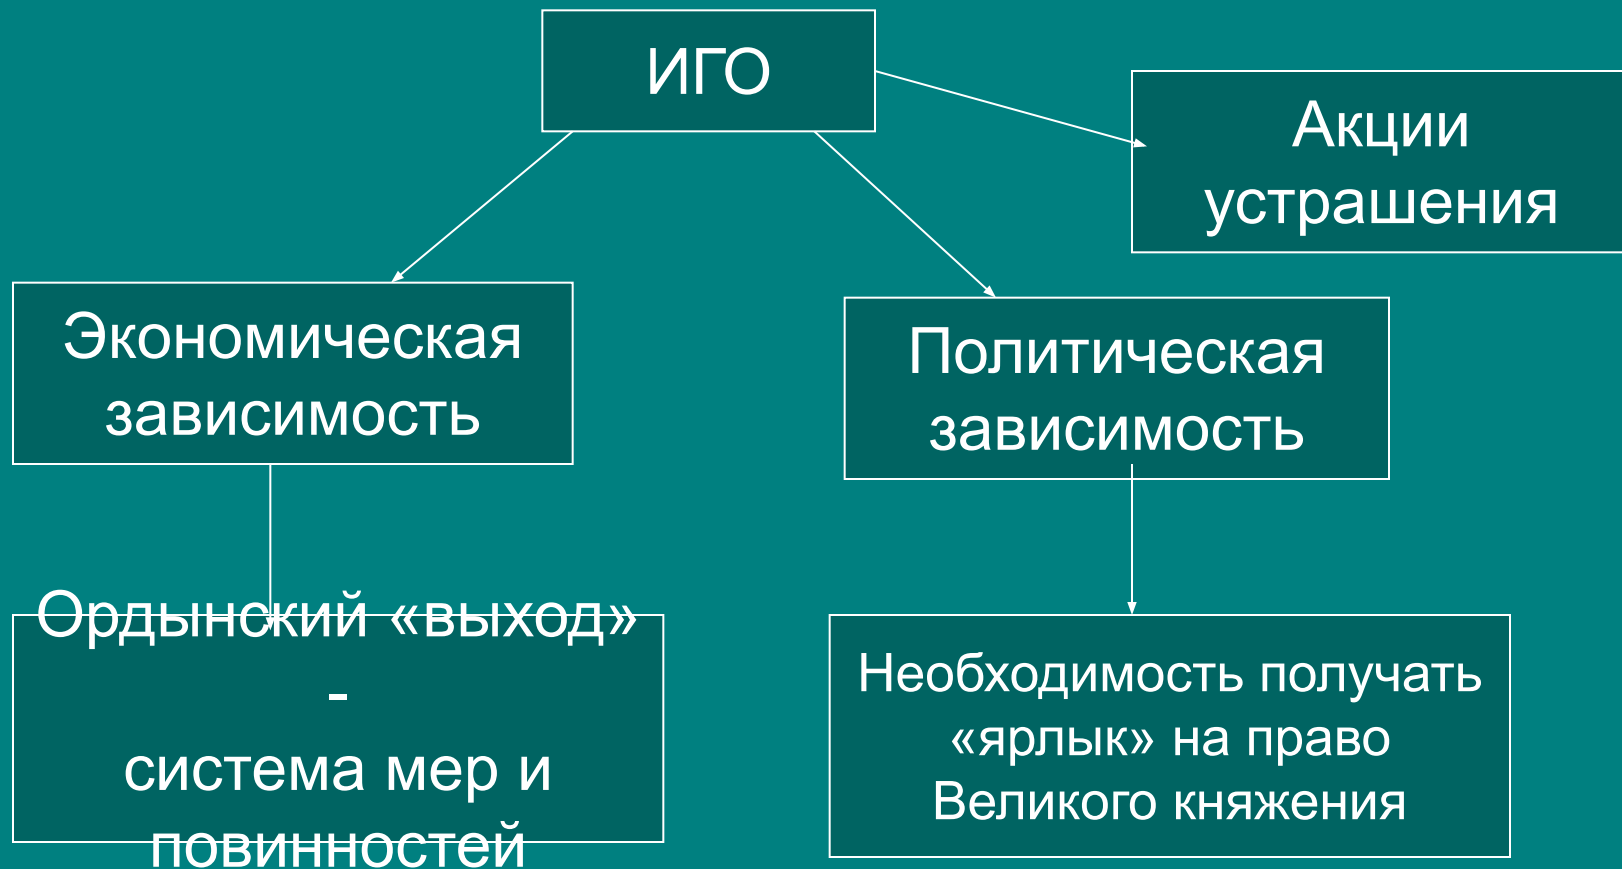 ИГО
Акции
устрашения
Экономическая
зависимость
Политическая
зависимость
Ордынский «выход»
-
система мер и
повинностей
Необходимость получать
«ярлык» на право
Великого княжения